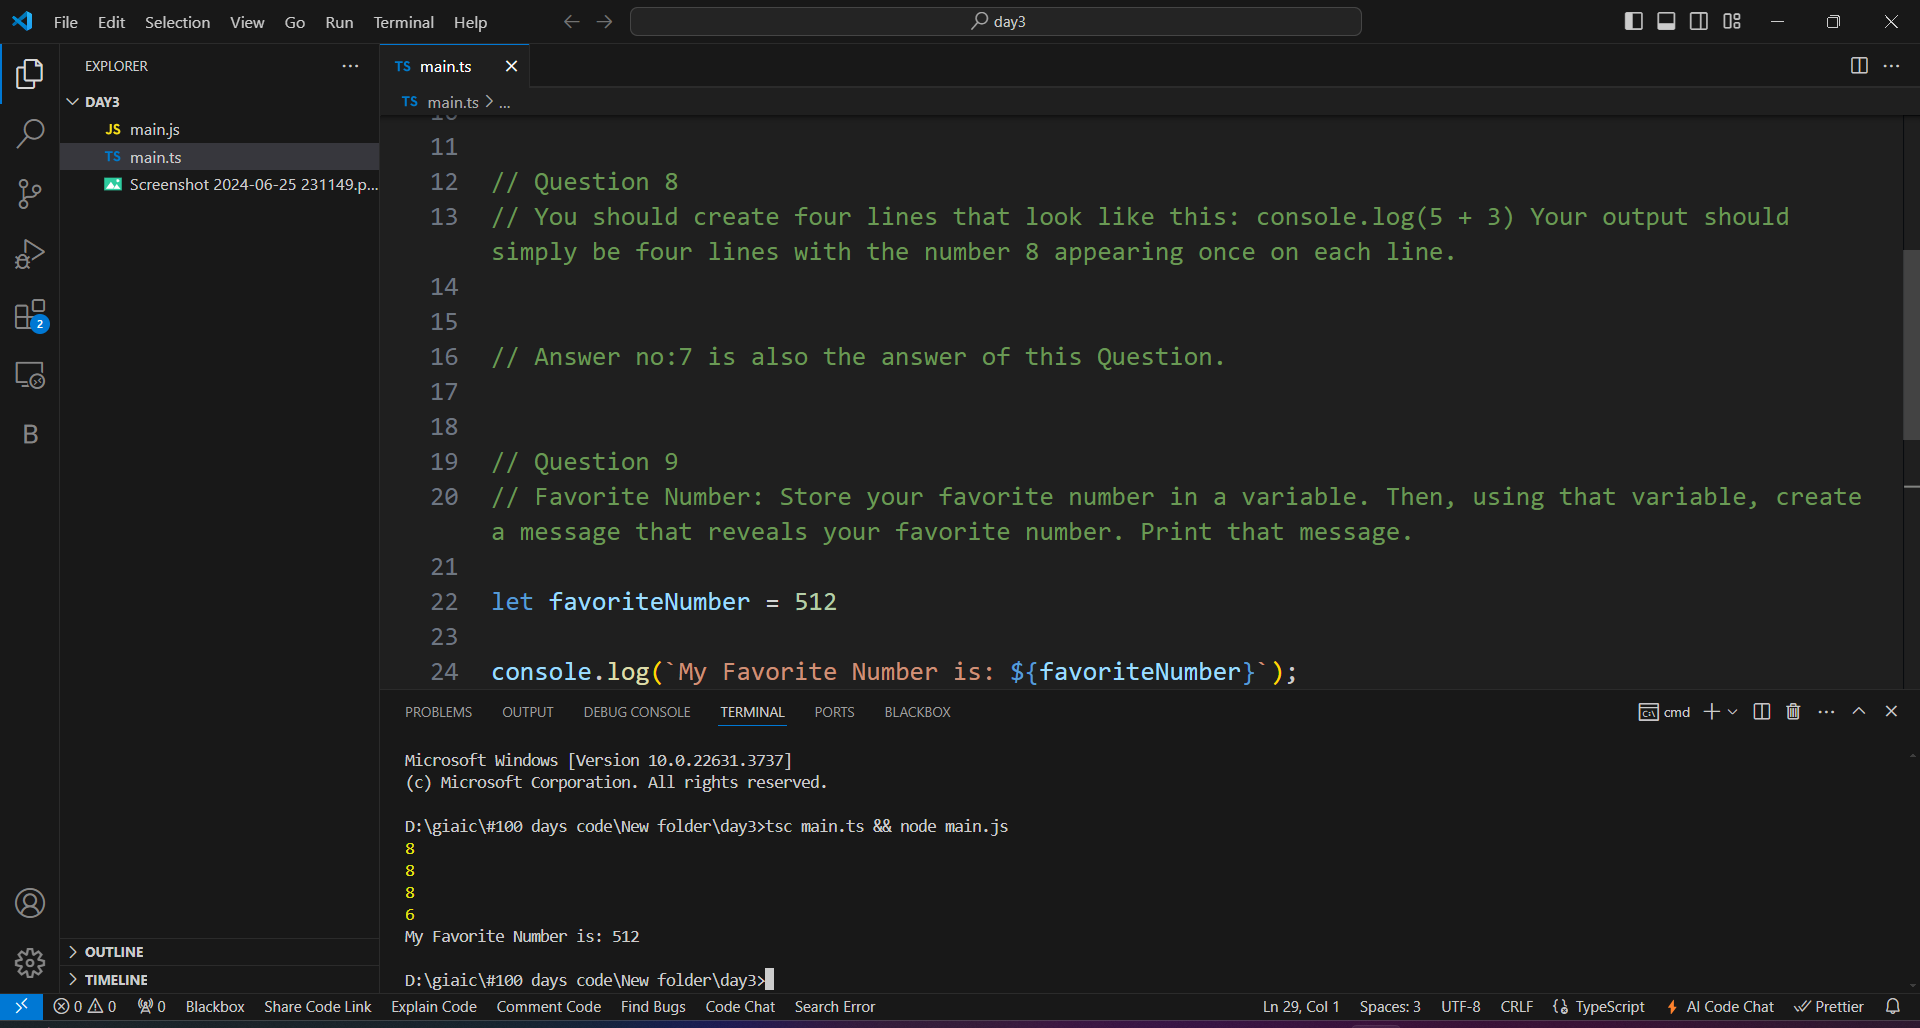 File Edit Selection View Go Run Terminal Help
day3
EXPLORER
DAY3
JS main.js
TS main.ts
Screenshot 2024-06-25 231149.p...
TS main.ts
TS main.ts > ...
10
11
12 // Question 8
13 // You should create four lines that look like this: console.log(5 + 3) Your output should
simply be four lines with the number 8 appearing once on each line.
14
15
16 // Answer no:7 is also the answer of this Question.
17
18
19 // Question 9
20 // Favorite Number: Store your favorite number in a variable. Then, using that variable, create
a message that reveals your favorite number. Print that message.
21
22 let favoriteNumber = 512
23
24 console.log(`My Favorite Number is: ${favoriteNumber}`);
2
B
PROBLEMS OUTPUT DEBUG CONSOLE TERMINAL PORTS BLACKBOX
cmd
Microsoft Windows [Version 10.0.22631.3737]
(c) Microsoft Corporation. All rights reserved.
D:\giaic\#100 days code\New folder\day3>tsc main.ts && node main.js
8
8
8
6
My Favorite Number is: 512
D:\giaic\#100 days code\New folder\day3>
OUTLINE
TIMELINE
0 0 0 Blackbox Share Code Link Explain Code Comment Code Find Bugs Code Chat Search Error
Ln 29, Col 1 Spaces: 3 UTF-8 CRLF TypeScript AI Code Chat Prettier